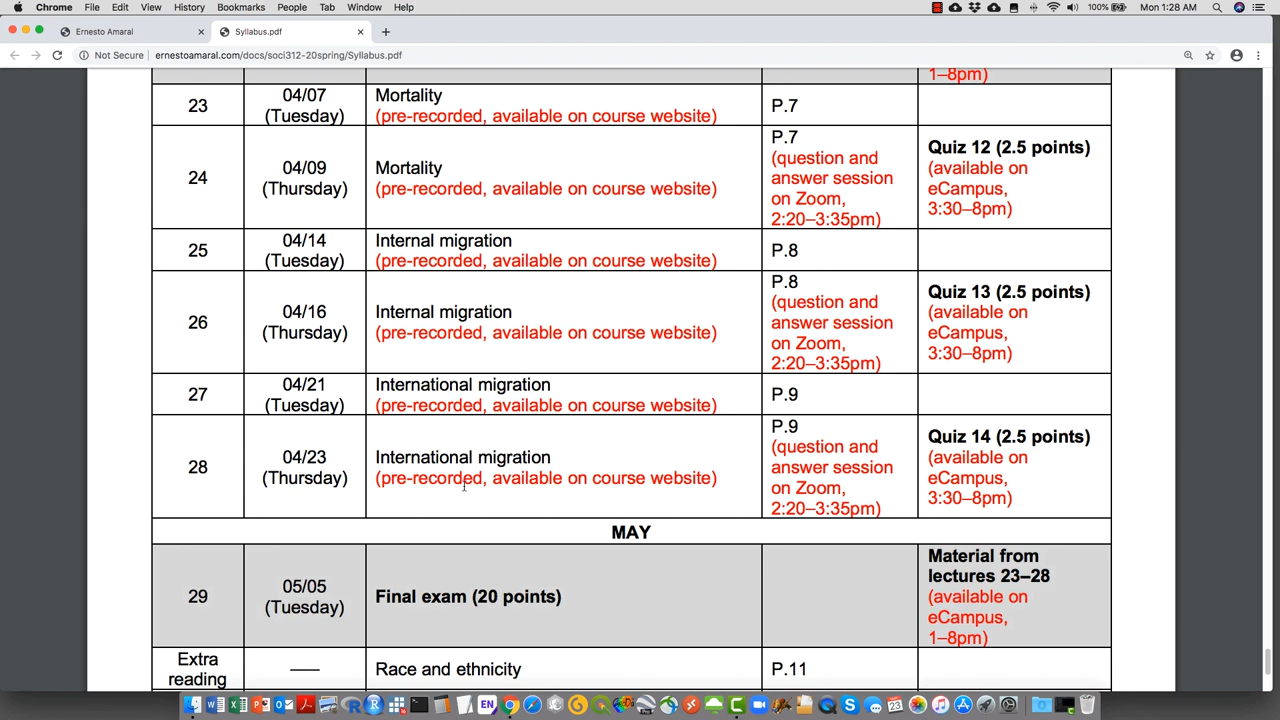 Chrome File Edit View History Bookmarks People Tab Window Help 100% Mon 1:28 AM
Ernesto Amaral Syllabus.pdf
Not Secure ernestoamaral.com/docs/soci312-20spring/Syllabus.pdf
1–8pm)
23
04/07
(Tuesday)
Mortality
(pre-recorded, available on course website)
P.7
24
04/09
(Thursday)
Mortality
(pre-recorded, available on course website)
P.7
(question and
answer session
on Zoom,
2:20–3:35pm)
Quiz 12 (2.5 points)
(available on
eCampus,
3:30–8pm)
25
04/14
(Tuesday)
Internal migration
(pre-recorded, available on course website)
P.8
26
04/16
(Thursday)
Internal migration
(pre-recorded, available on course website)
P.8
(question and
answer session
on Zoom,
2:20–3:35pm)
Quiz 13 (2.5 points)
(available on
eCampus,
3:30–8pm)
27
04/21
(Tuesday)
International migration
(pre-recorded, available on course website)
P.9
28
04/23
(Thursday)
International migration
(pre-recorded, available on course website)
P.9
(question and
answer session
on Zoom,
2:20–3:35pm)
Quiz 14 (2.5 points)
(available on
eCampus,
3:30–8pm)
MAY
29
05/05
(Tuesday)
Final exam (20 points)
Material from
lectures 23–28
(available on
eCampus,
1–8pm)
Extra
reading
Race and ethnicity
P.11
EN
23